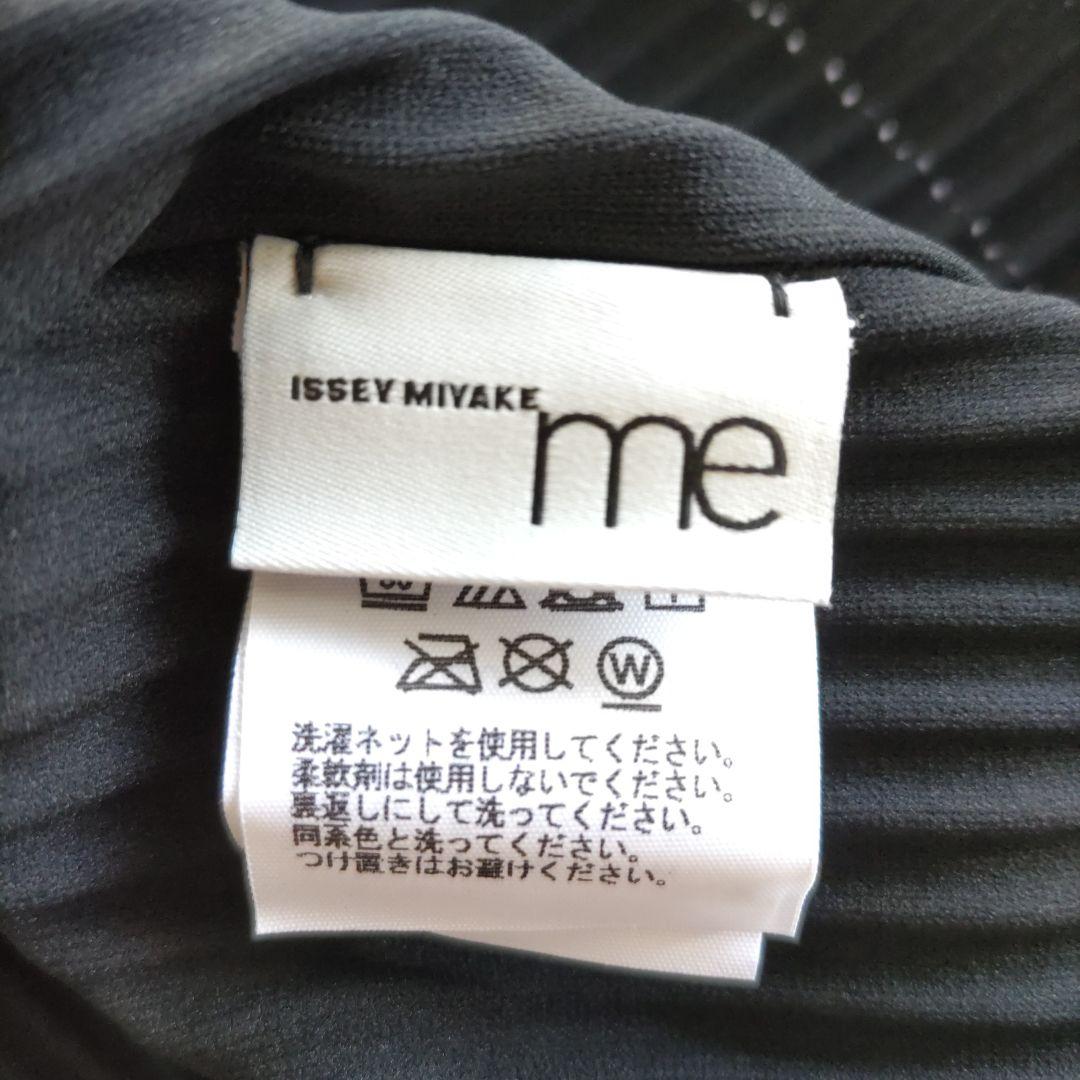 ISSEY MIYAKE
me
W
洗濯ネットを使用してください。
柔軟剤は使用しないでください。
裏返しにして洗ってください。
同系色と洗ってください。
つけ置きはお避けください。